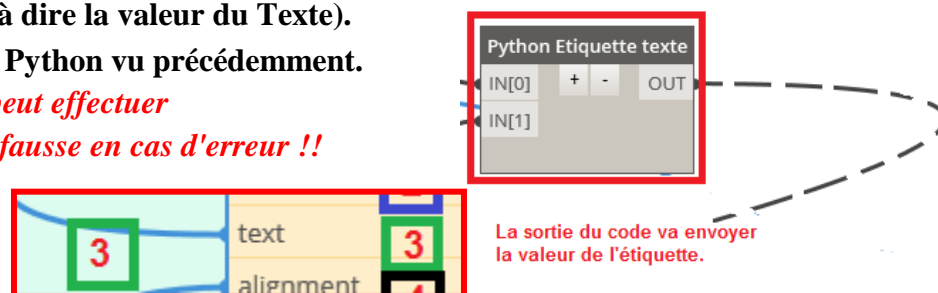 à dire la valeur du Texte).
Python vu précédemment.
peut effectuer
fausse en cas d'erreur !!
Python Etiquette texte
IN[0] + - OUT
IN[1]
La sortie du code va envoyer
la valeur de l'étiquette.
3 text 3
alignment